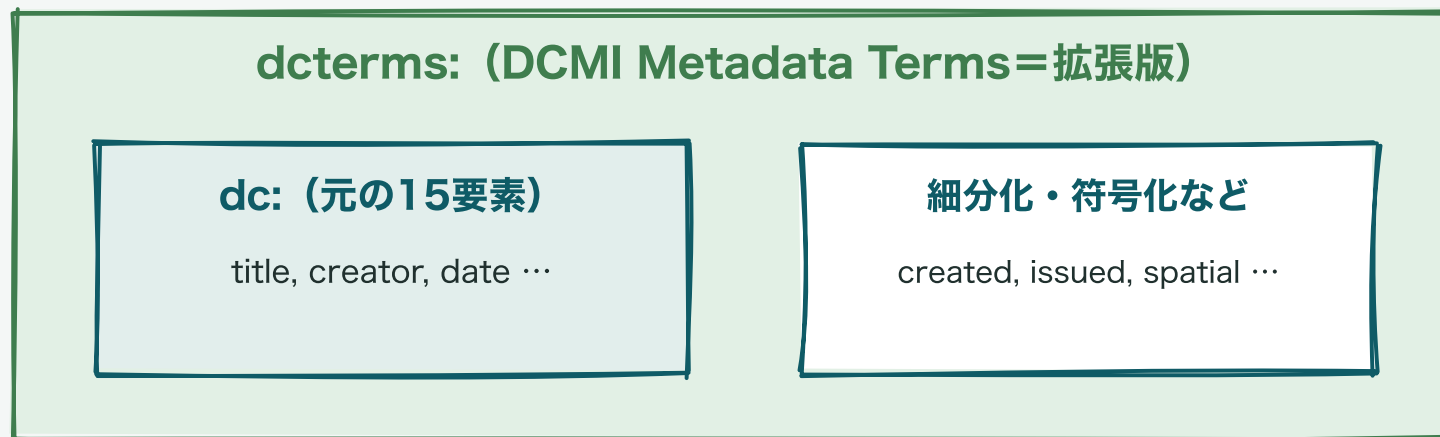 dcterms:（DCMI Metadata Terms＝拡張版）
dc:（元の15要素）
title, creator, date …
細分化・符号化など
created, issued, spatial …